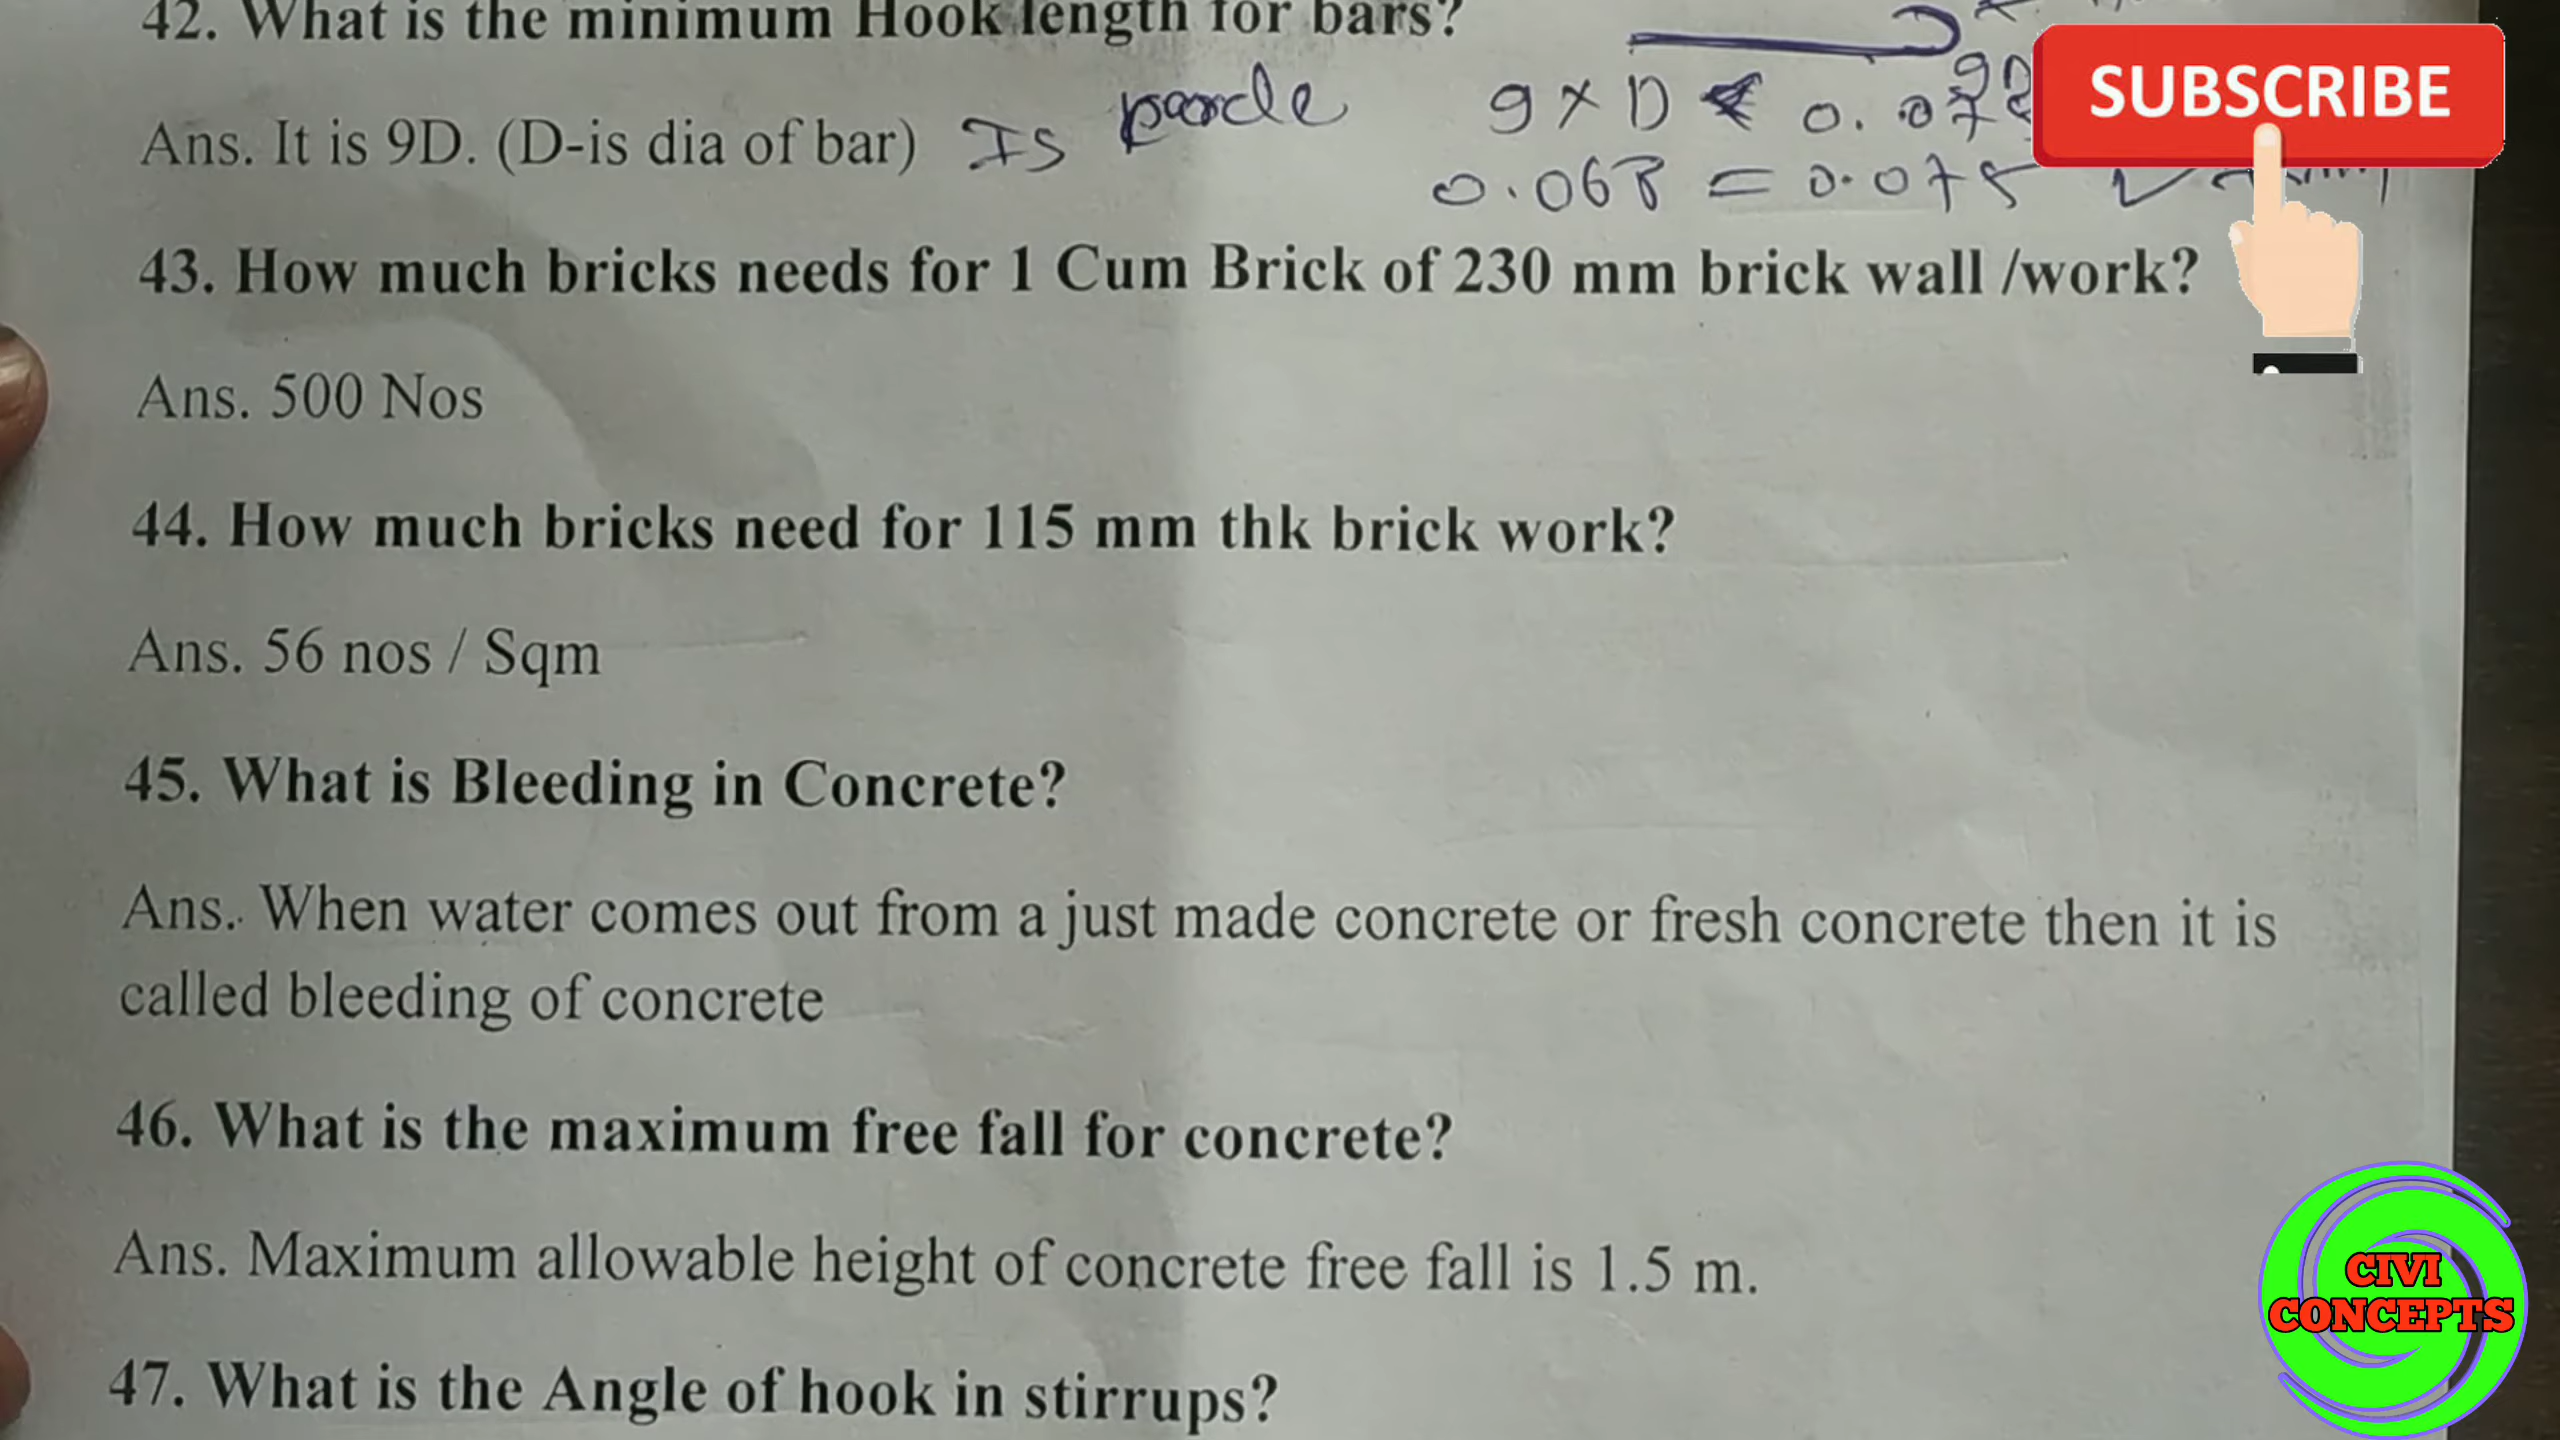 42. What is the minimum Hook length for bars?
Ans. It is 9D. (D-is dia of bar) Is
9 x D
0.068 = 0.075
SUBSCRIBE
43. How much bricks needs for 1 Cum Brick of 230 mm brick wall /work?
Ans. 500 Nos
44. How much bricks need for 115 mm thk brick work?
Ans. 56 nos / Sqm
45. What is Bleeding in Concrete?
Ans. When water comes out from a just made concrete or fresh concrete then it is
called bleeding of concrete
46. What is the maximum free fall for concrete?
Ans. Maximum allowable height of concrete free fall is 1.5 m.
47. What is the Angle of hook in stirrups?
CIVI
CONCEPTS